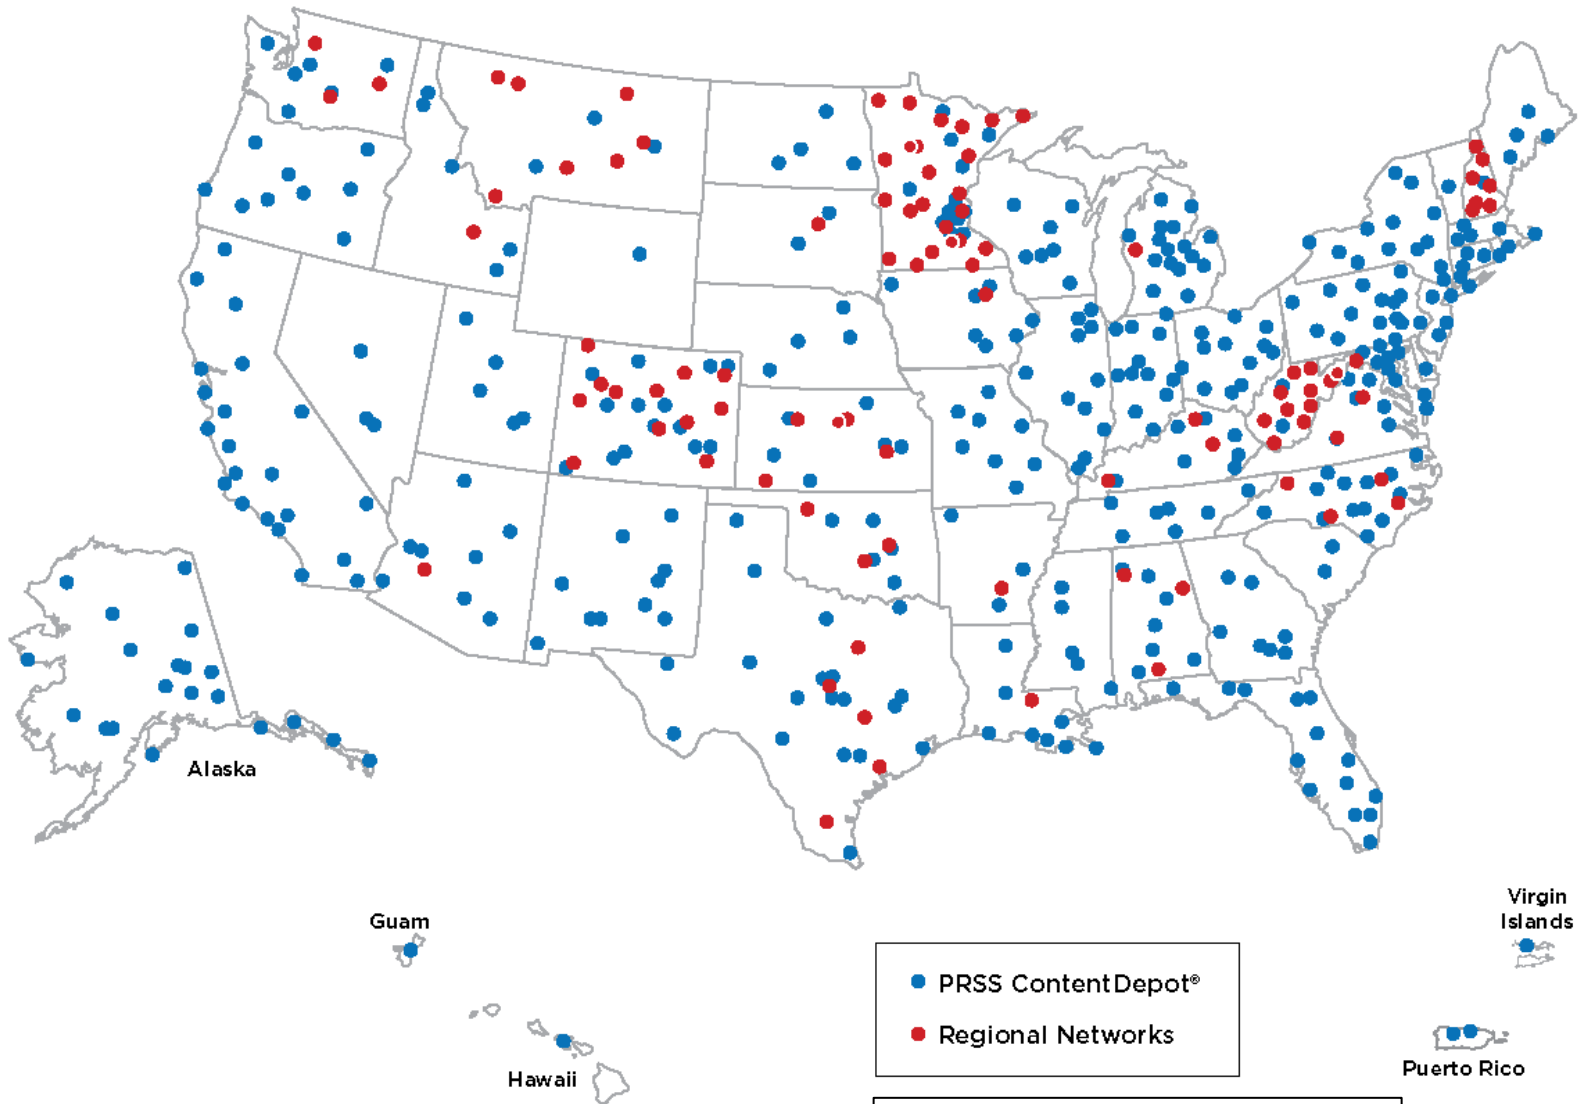 Alaska
Guam
Hawaii
PRSS ContentDepot®
Regional Networks
Virgin
Islands
Puerto Rico